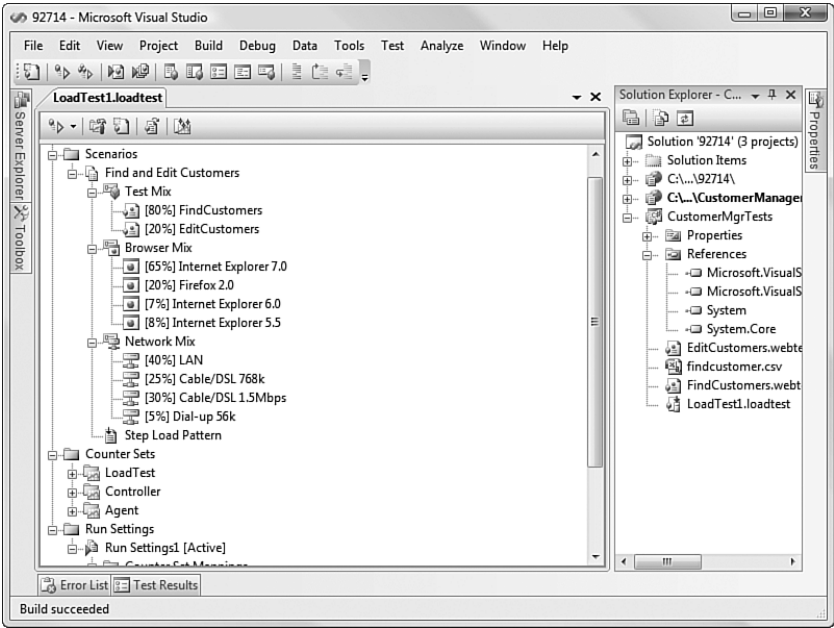 92714 - Microsoft Visual Studio
File Edit View Project Build Debug Data Tools Test Analyze Window Help
Server Explorer
Toolbox
LoadTest1.loadtest
Scenarios
Find and Edit Customers
Test Mix
[80%] FindCustomers
[20%] EditCustomers
Browser Mix
[65%] Internet Explorer 7.0
[20%] Firefox 2.0
[7%] Internet Explorer 6.0
[8%] Internet Explorer 5.5
Network Mix
[40%] LAN
[25%] Cable/DSL 768k
[30%] Cable/DSL 1.5Mbps
[5%] Dial-up 56k
Step Load Pattern
Counter Sets
LoadTest
Controller
Agent
Run Settings
Run Settings1 [Active]
Counter Set Mappings
Solution Explorer - C...
Solution '92714' (3 projects)
Solution Items
C:\...\92714\
C:\...\CustomerManager
CustomerMgrTests
Properties
References
Microsoft.VisualS
Microsoft.VisualS
System
System.Core
EditCustomers.webte
findcustomer.csv
FindCustomers.webt
LoadTest1.loadtest
Properties
Error List Test Results
Build succeeded